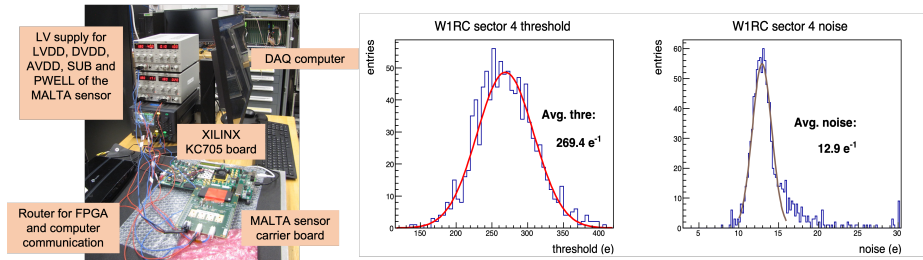 LV supply for
LVDD, DVDD,
AVDD, SUB and
PWELL of the
MALTA sensor
DAQ computer
XILINX
KC705 board
Router for FPGA
and computer
communication
MALTA sensor
carrier board
W1RC sector 4 threshold
entries
50
40
30
20
10
0
Avg. thre:
269.4 e⁻¹
150 200 250 300 350 400
threshold (e)
W1RC sector 4 noise
entries
60
50
40
30
20
10
0
Avg. noise:
12.9 e⁻¹
5 10 15 20 25 30
noise (e)